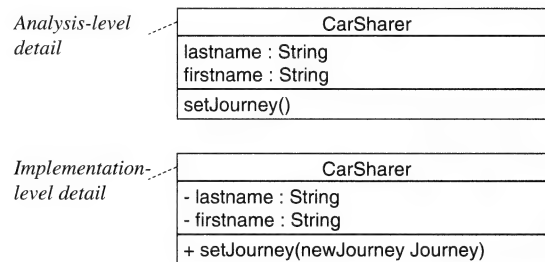 Analysis-level
detail
CarSharer
lastname : String
firstname : String
setJourney()
Implementation-
level detail
CarSharer
- lastname : String
- firstname : String
+ setJourney(newJourney Journey)